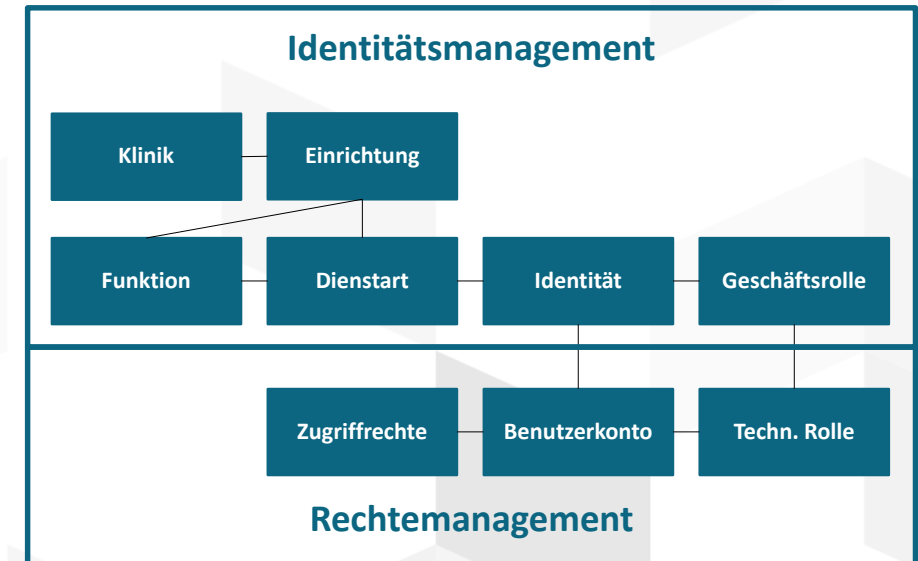 Identitätsmanagement
Klinik
Einrichtung
Funktion
Dienstart
Identität
Geschäftsrolle
Zugriffrechte
Benutzerkonto
Techn. Rolle
Rechtemanagement